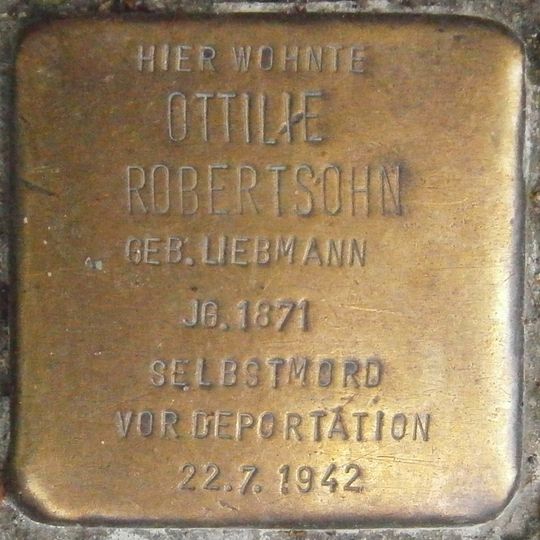 HIER WOHNTE
OTTILIE
ROBERTSOHN
GEB. LIEBMANN
JG. 1871
SELBSTMORD
VOR DEPORTATION
22.7. 1942